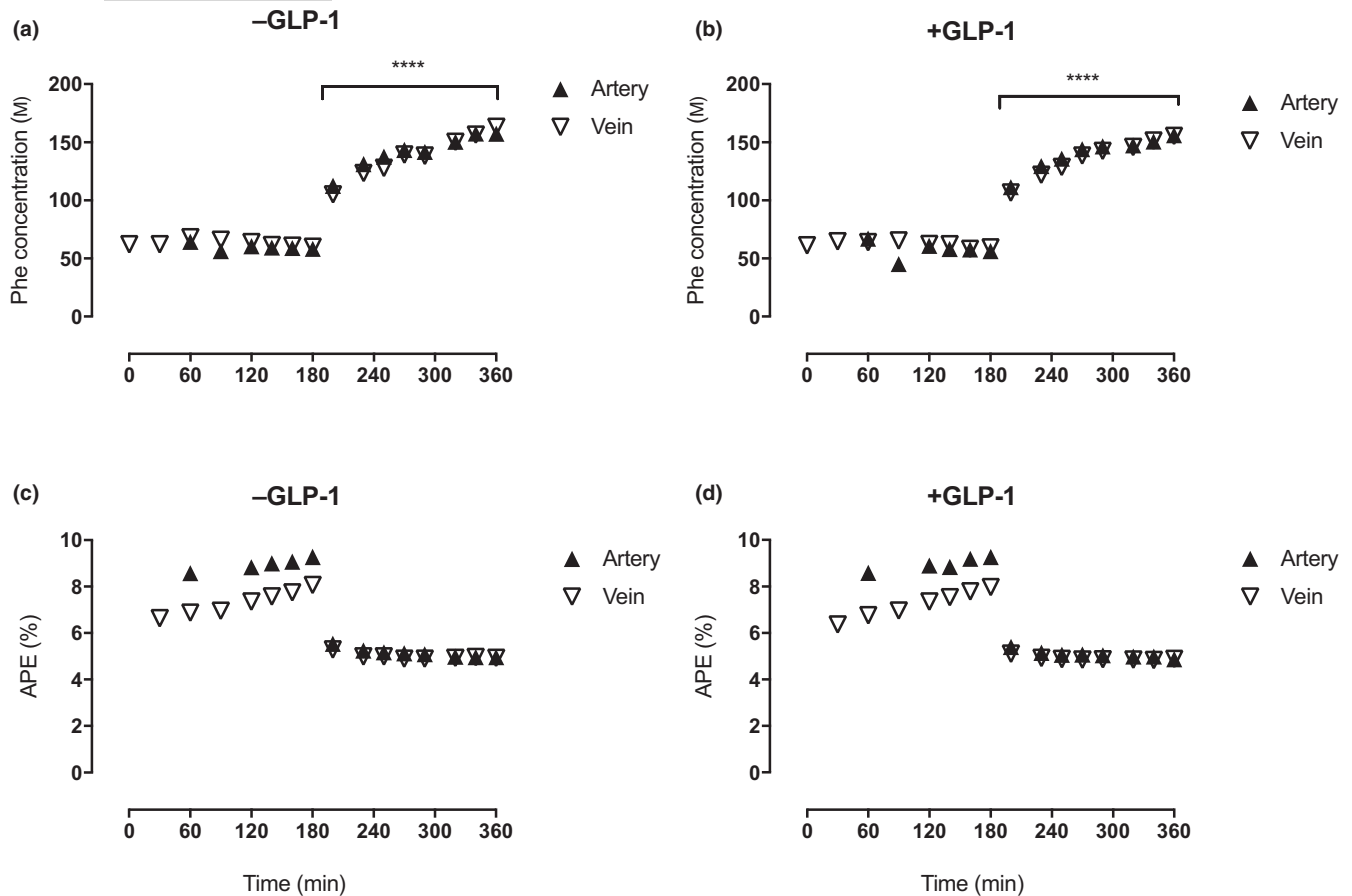 (a)
–GLP-1
Phe concentration (M)
200
150
100
50
0
****
Artery
Vein
0 60 120 180 240 300 360
(b)
+GLP-1
Phe concentration (M)
200
150
100
50
0
****
Artery
Vein
0 60 120 180 240 300 360
(c)
–GLP-1
APE (%)
10
8
6
4
2
0
Artery
Vein
0 60 120 180 240 300 360
Time (min)
(d)
+GLP-1
APE (%)
10
8
6
4
2
0
Artery
Vein
0 60 120 180 240 300 360
Time (min)